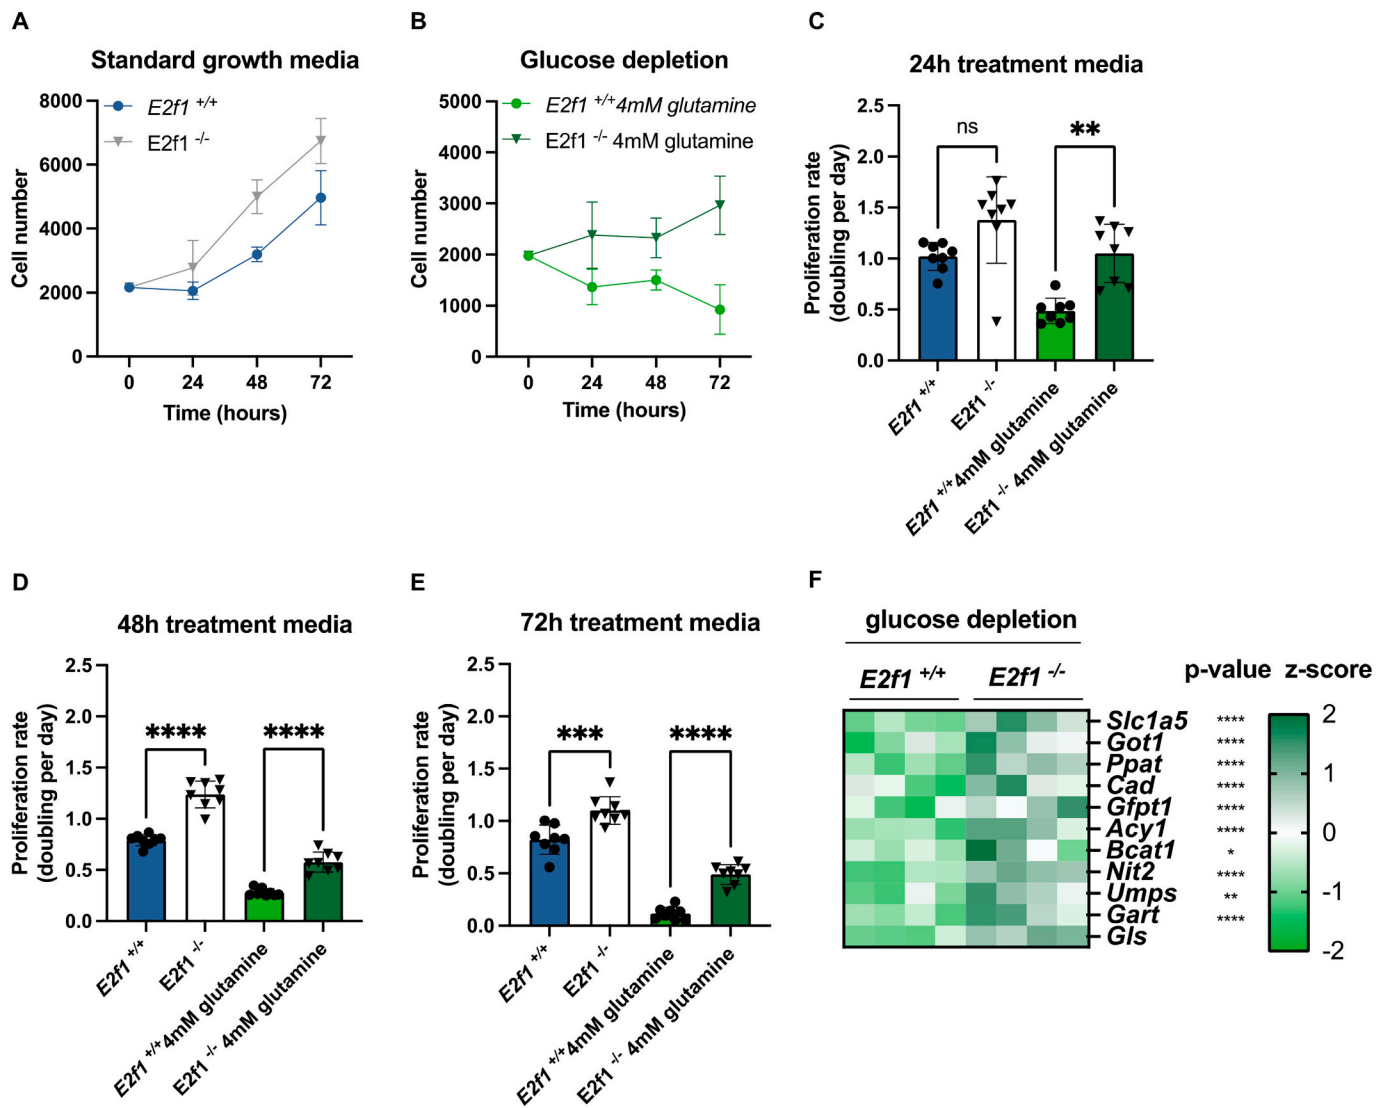 A
Standard growth media
8000
6000
4000
2000
0
Cell number
E2f1 +/+
E2f1 -/-
0 24 48 72
Time (hours)
B
Glucose depletion
5000
4000
3000
2000
1000
0
Cell number
E2f1 +/+ 4mM glutamine
E2f1 -/- 4mM glutamine
0 24 48 72
Time (hours)
C
24h treatment media
2.5
2.0
1.5
1.0
0.5
0.0
Proliferation rate
(doubling per day)
ns
**
E2f1 +/+
E2f1 -/-
E2f1 +/+ 4mM glutamine
E2f1 -/- 4mM glutamine
D
48h treatment media
2.5
2.0
1.5
1.0
0.5
0.0
Proliferation rate
(doubling per day)
****
****
E2f1 +/+
E2f1 -/-
E2f1 +/+ 4mM glutamine
E2f1 -/- 4mM glutamine
E
72h treatment media
2.5
2.0
1.5
1.0
0.5
0.0
Proliferation rate
(doubling per day)
***
****
E2f1 +/+
E2f1 -/-
E2f1 +/+ 4mM glutamine
E2f1 -/- 4mM glutamine
F
glucose depletion
E2f1 +/+ E2f1 -/-
p-value z-score
Slc1a5 ****
Got1 ****
Ppat ****
Cad ****
Gfpt1 ****
Acy1 ****
Bcat1 *
Nit2 ****
Umps **
Gart ****
Gls
2
1
0
-1
-2